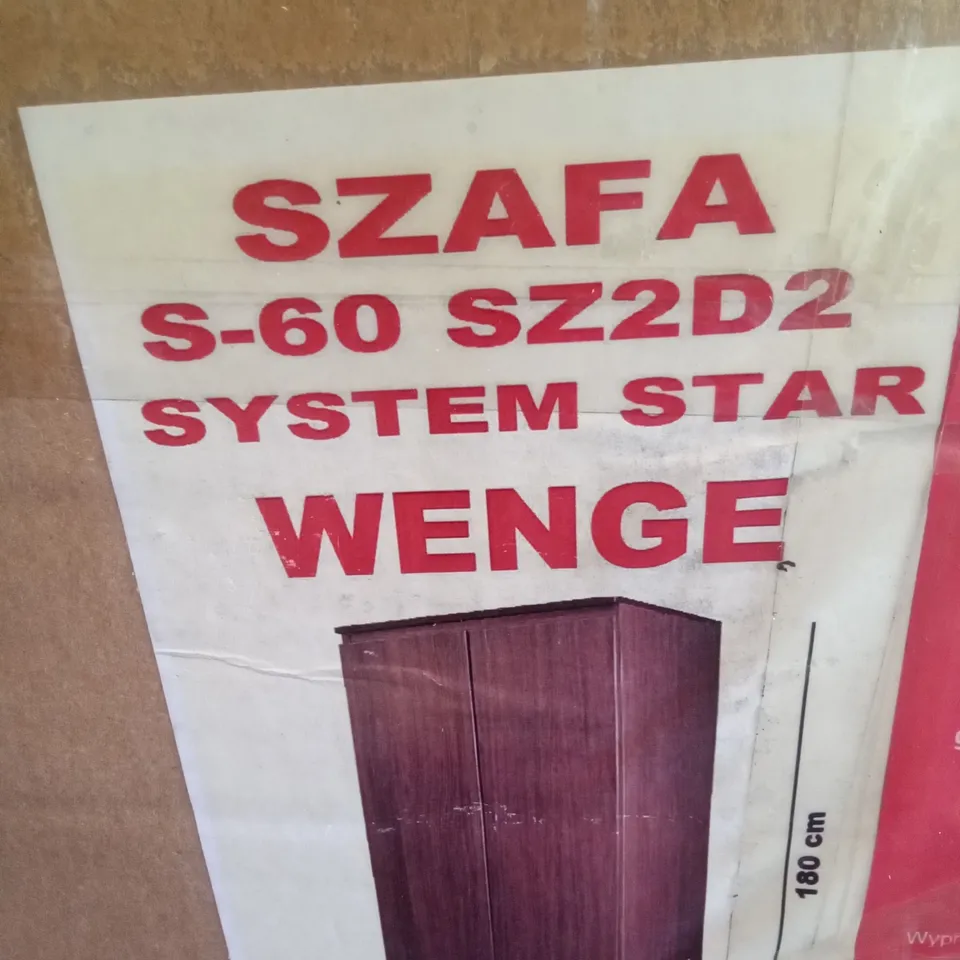 SZAFA
S-60 SZ2D2
SYSTEM STAR
WENGE
180 cm